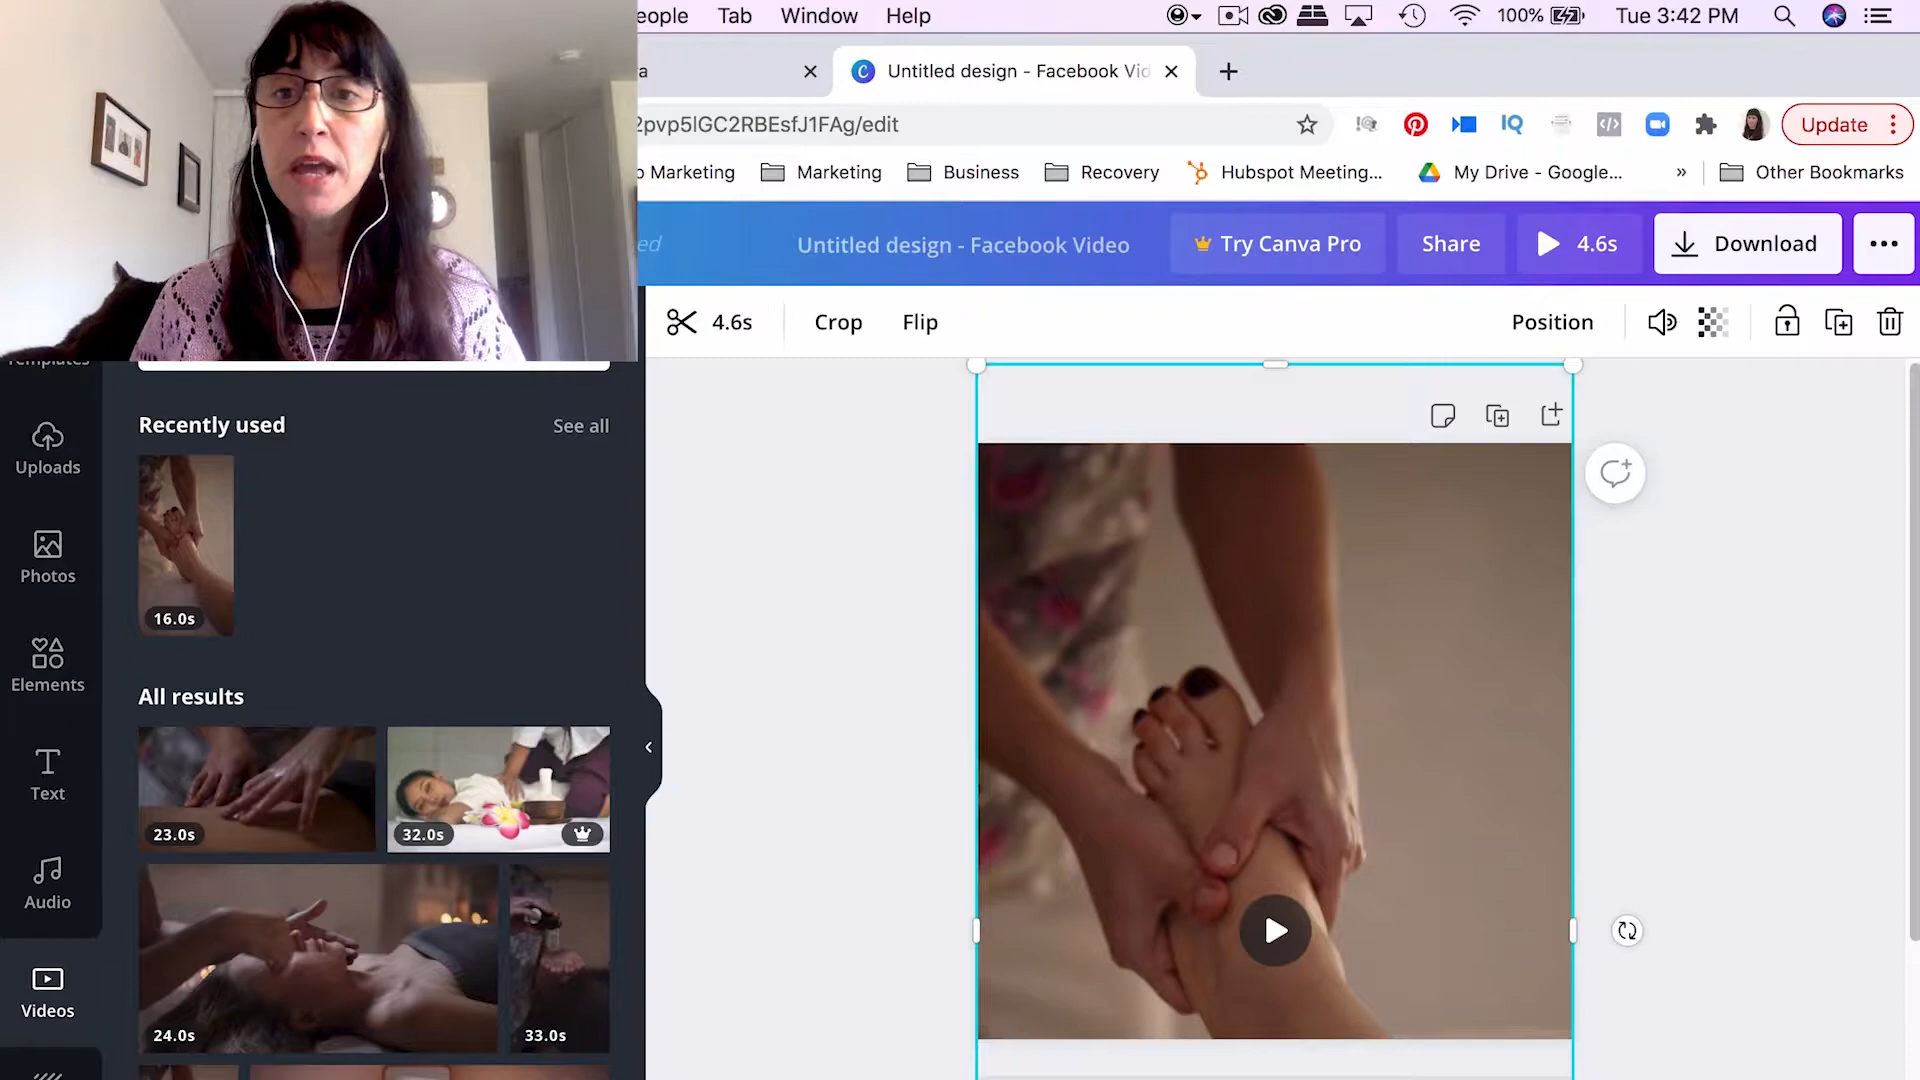 eople Tab Window Help 100% Tue 3:42 PM
a Untitled design - Facebook Vid
2pvp5lGC2RBEsfJ1FAg/edit IQ Update
o Marketing Marketing Business Recovery Hubspot Meeting... My Drive - Google... » Other Bookmarks
ed Untitled design - Facebook Video Try Canva Pro Share 4.6s Download
4.6s Crop Flip Position
Templates
Recently used See all
Uploads
Photos
16.0s
Elements
All results
Text
23.0s 32.0s
Audio
Videos
24.0s 33.0s